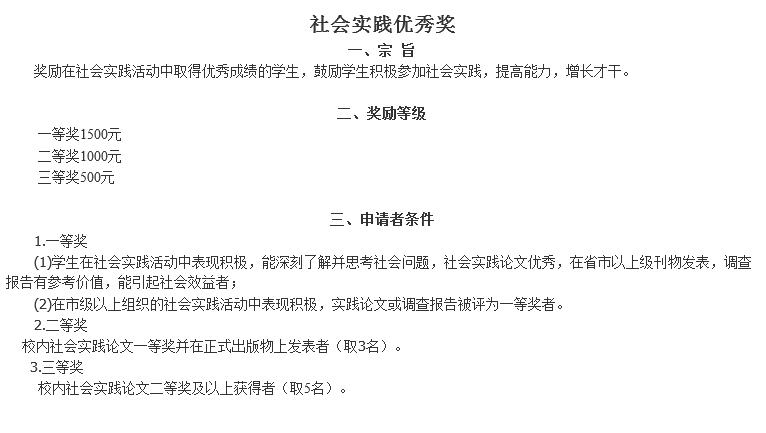 社会实践优秀奖
一、宗 旨
奖励在社会实践活动中取得优秀成绩的学生，鼓励学生积极参加社会实践，提高能力，增长才干。
二、奖励等级
一等奖1500元
二等奖1000元
三等奖500元
三、申请者条件
1.一等奖
(1)学生在社会实践活动中表现积极，能深刻了解并思考社会问题，社会实践论文优秀，在省市以上级刊物发表，调查
报告有参考价值，能引起社会效益者；
(2)在市级以上组织的社会实践活动中表现积极，实践论文或调查报告被评为一等奖者。
2.二等奖
校内社会实践论文一等奖并在正式出版物上发表者（取3名）。
3.三等奖
校内社会实践论文二等奖及以上获得者（取5名）。